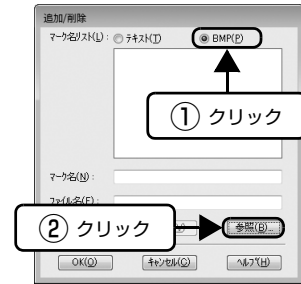 追加/削除
マーク名リスト(L): テキスト(T) BMP(P)
① クリック
マーク名(N):
ファイル名(F):
② クリック 参照(B)...
OK(O) キャンセル(C) ヘルプ(H)